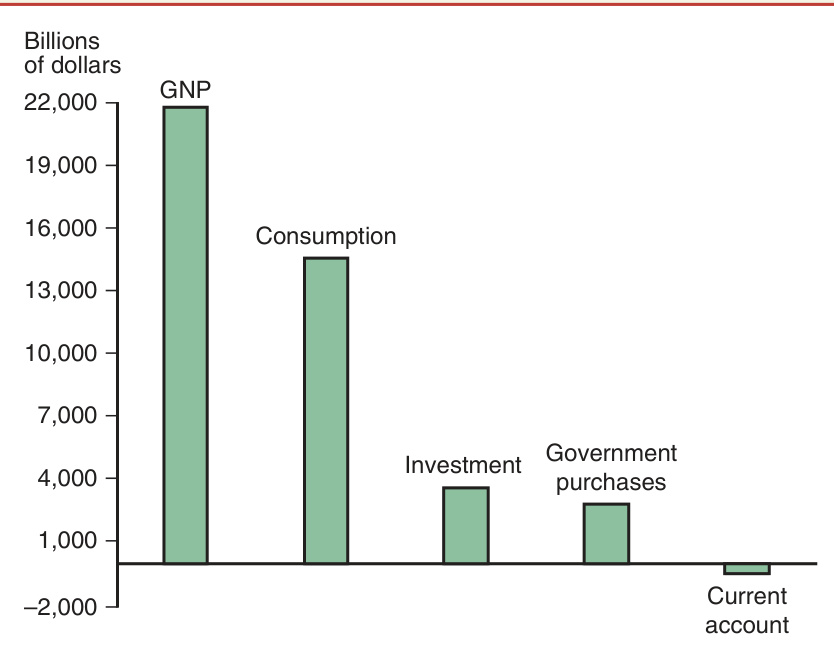 Billions
of dollars
GNP
22,000
19,000
16,000
Consumption
13,000
10,000
7,000
Government
Investment
purchases
4,000
1,000
–2,000
Current
account